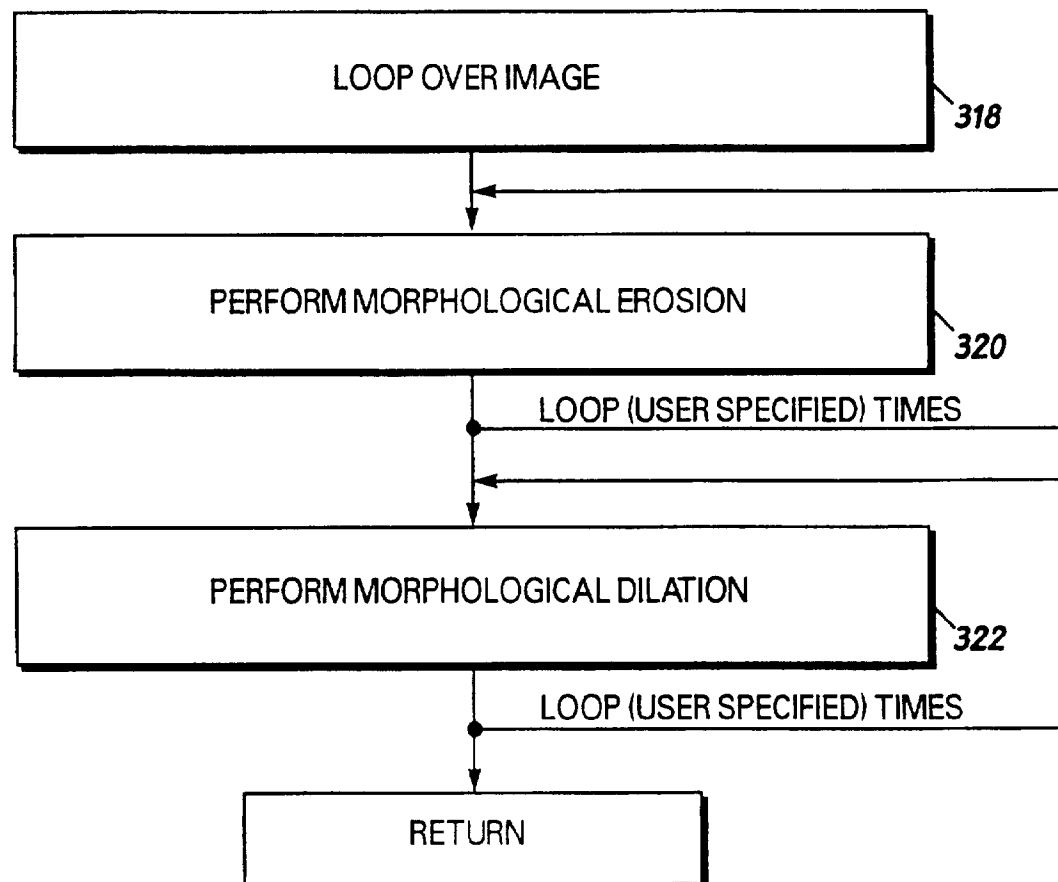 LOOP OVER IMAGE
318
PERFORM MORPHOLOGICAL EROSION
320
LOOP (USER SPECIFIED) TIMES
PERFORM MORPHOLOGICAL DILATION
322
LOOP (USER SPECIFIED) TIMES
RETURN